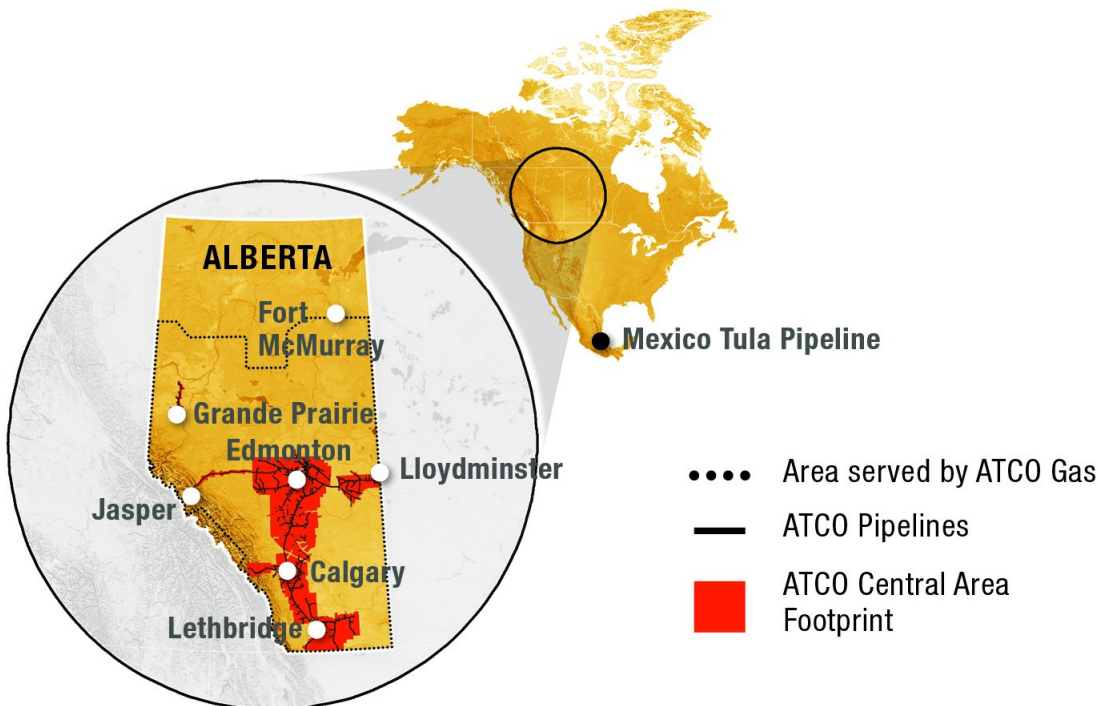 ALBERTA
Fort
McMurray
Grande Prairie
Edmonton
Lloydminster
Jasper
Calgary
Lethbridge
Mexico Tula Pipeline
Area served by ATCO Gas
ATCO Pipelines
ATCO Central Area
Footprint